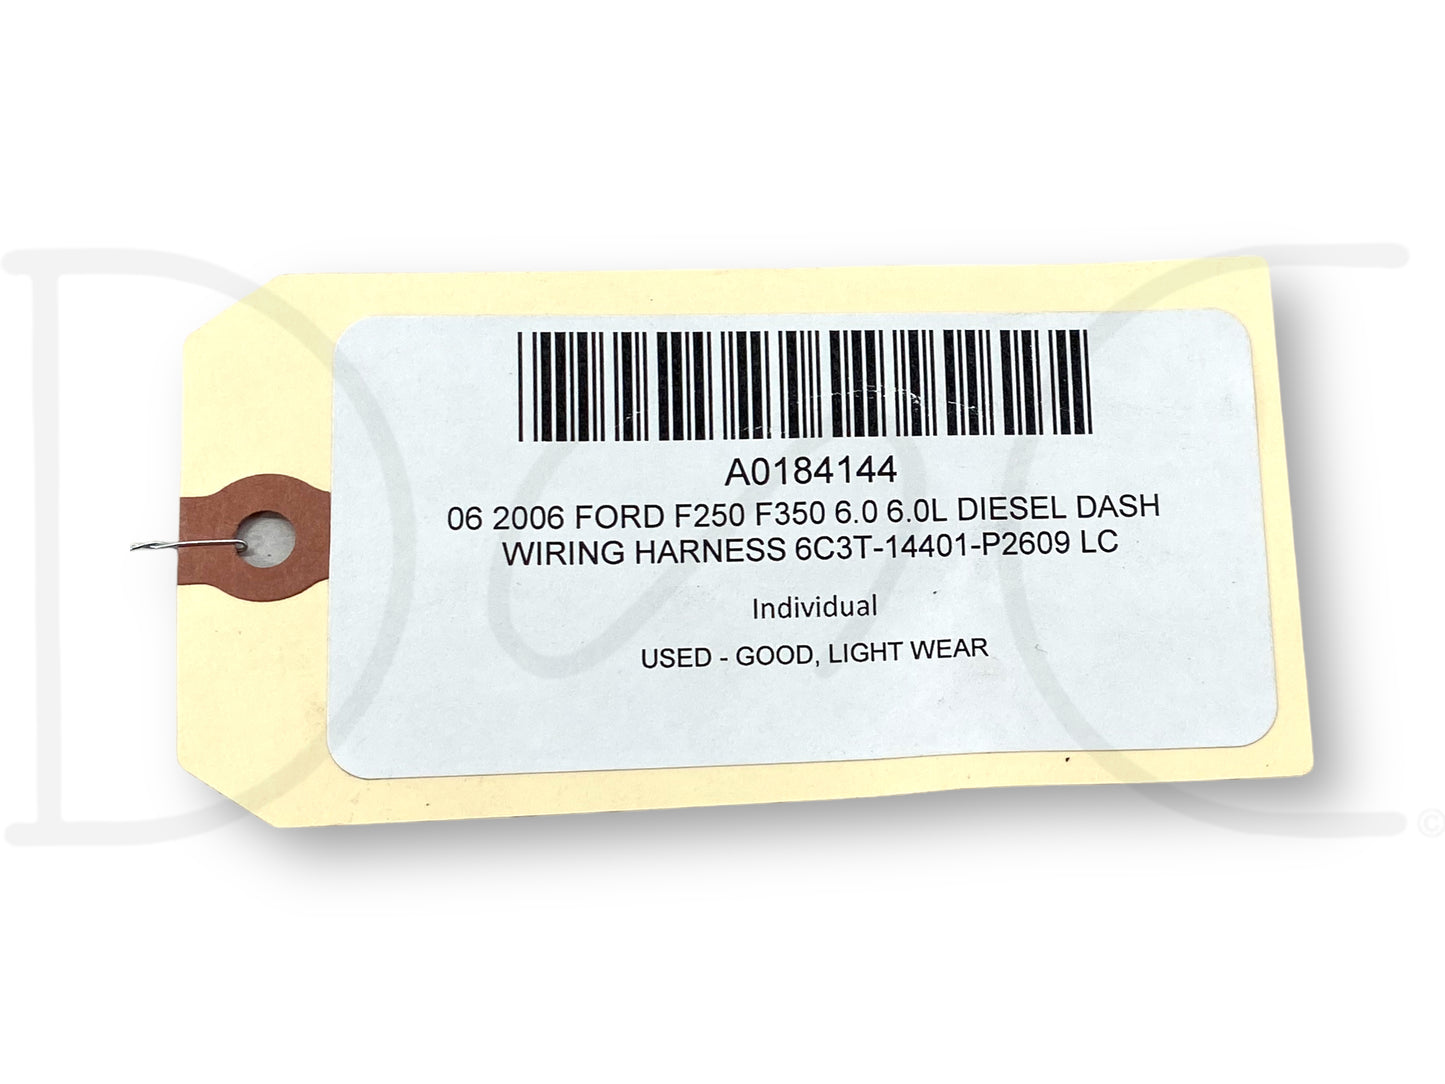 A0184144
06 2006 FORD F250 F350 6.0 6.0L DIESEL DASH
WIRING HARNESS 6C3T-14401-P2609 LC
Individual
USED - GOOD, LIGHT WEAR
DC
©